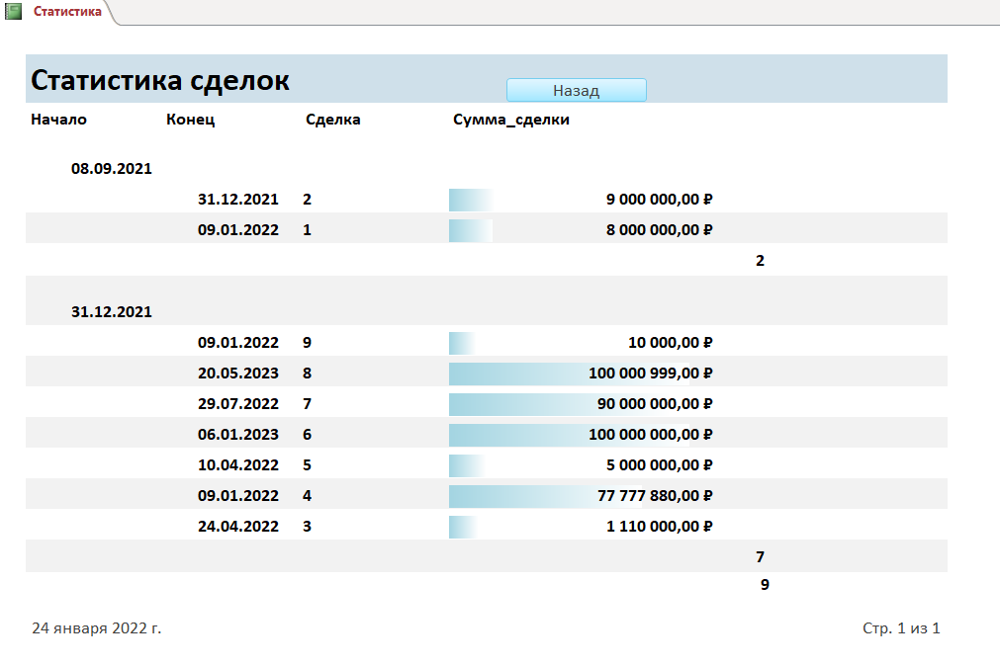 Статистика
Статистика сделок
Назад
Начало Конец Сделка Сумма_сделки
08.09.2021
31.12.2021 2 9 000 000,00 ₽
09.01.2022 1 8 000 000,00 ₽
2
31.12.2021
09.01.2022 9 10 000,00 ₽
20.05.2023 8 100 000 999,00 ₽
29.07.2022 7 90 000 000,00 ₽
06.01.2023 6 100 000 000,00 ₽
10.04.2022 5 5 000 000,00 ₽
09.01.2022 4 77 777 880,00 ₽
24.04.2022 3 1 110 000,00 ₽
7
9
24 января 2022 г. Стр. 1 из 1